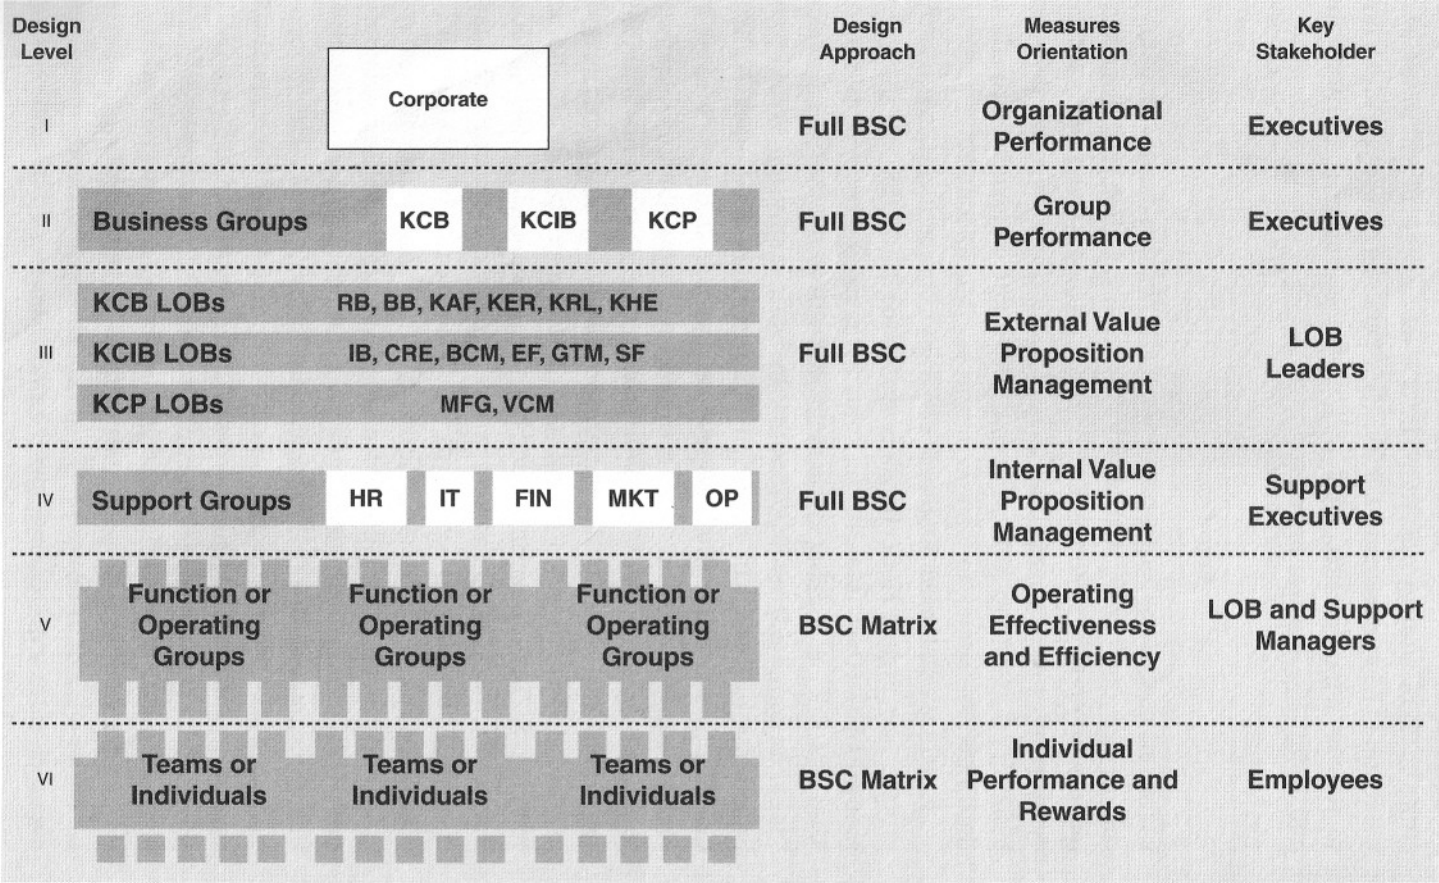 Design
Level
Design
Approach
Measures
Orientation
Key
Stakeholder
I
Corporate
Full BSC
Organizational
Performance
Executives
II
Business Groups
KCB
KCIB
KCP
Full BSC
Group
Performance
Executives
III
KCB LOBs
RB, BB, KAF, KER, KRL, KHE
KCIB LOBs
IB, CRE, BCM, EF, GTM, SF
KCP LOBs
MFG, VCM
Full BSC
External Value
Proposition
Management
LOB
Leaders
IV
Support Groups
HR
IT
FIN
MKT
OP
Full BSC
Internal Value
Proposition
Management
Support
Executives
V
Function or
Operating
Groups
Function or
Operating
Groups
Function or
Operating
Groups
BSC Matrix
Operating
Effectiveness
and Efficiency
LOB and Support
Managers
VI
Teams or
Individuals
Teams or
Individuals
Teams or
Individuals
BSC Matrix
Individual
Performance and
Rewards
Employees